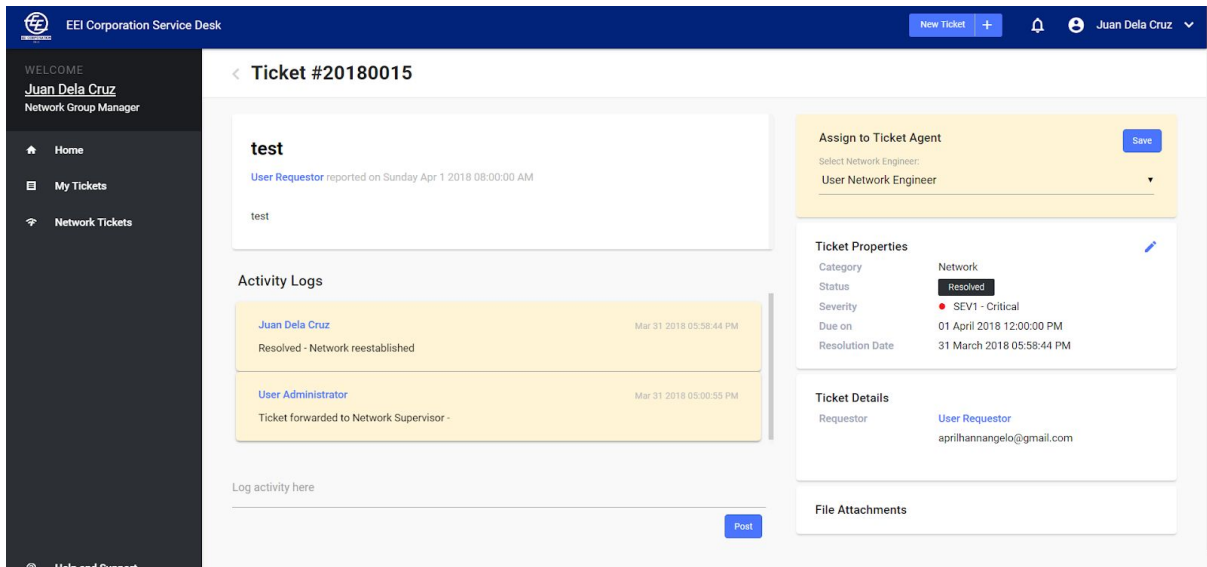 EEI Corporation Service Desk
New Ticket +
Juan Dela Cruz
WELCOME
Juan Dela Cruz
Network Group Manager
Home
My Tickets
Network Tickets
Help and Support
Ticket #20180015
test
User Requestor reported on Sunday Apr 1 2018 08:00:00 AM
test
Activity Logs
Juan Dela Cruz Mar 31 2018 05:58:44 PM
Resolved - Network reestablished
User Administrator Mar 31 2018 05:00:55 PM
Ticket forwarded to Network Supervisor -
Log activity here
Post
Assign to Ticket Agent
Save
Select Network Engineer:
User Network Engineer
Ticket Properties
Category Network
Status Resolved
Severity SEV1 - Critical
Due on 01 April 2018 12:00:00 PM
Resolution Date 31 March 2018 05:58:44 PM
Ticket Details
Requestor User Requestor
aprilhannangelo@gmail.com
File Attachments